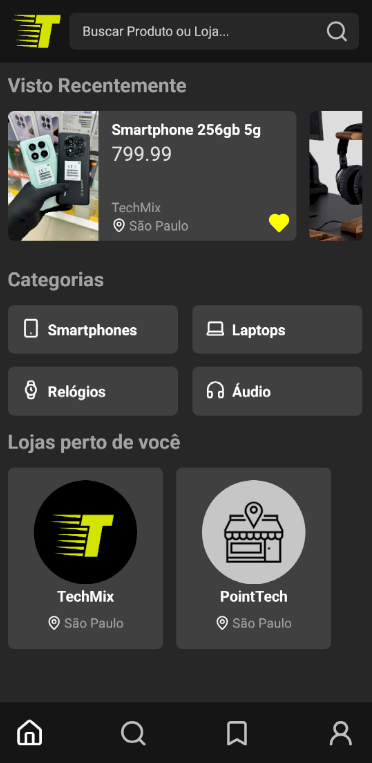 T
Buscar Produto ou Loja...
Visto Recentemente
Smartphone 256gb 5g
799.99
TechMix
São Paulo
Categorias
Smartphones
Laptops
Relógios
Áudio
Lojas perto de você
T
TechMix
São Paulo
PointTech
São Paulo